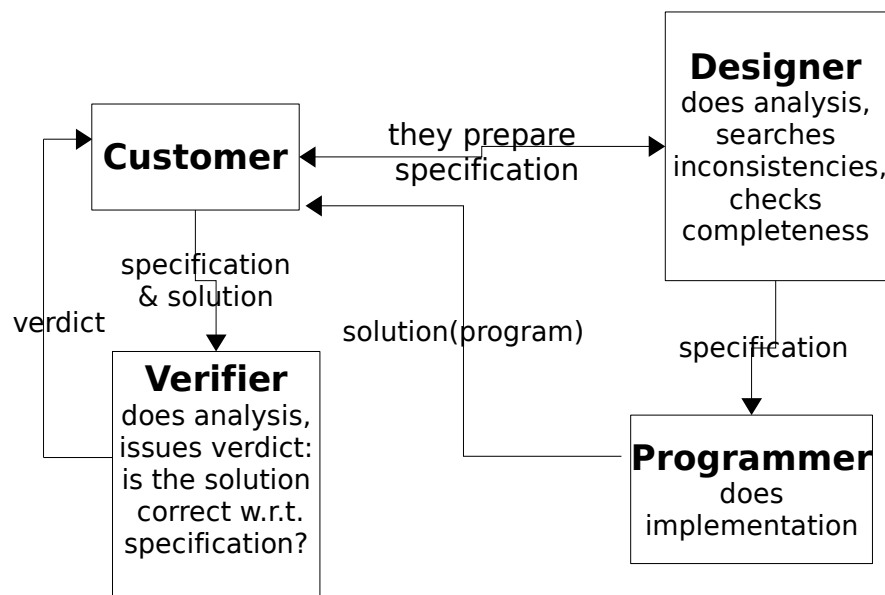 Designer
does analysis,
searches
inconsistencies,
checks
completeness
Customer
they prepare
specification
specification
& solution
verdict
solution(program)
specification
Verifier
does analysis,
issues verdict:
is the solution
correct w.r.t.
specification?
Programmer
does
implementation